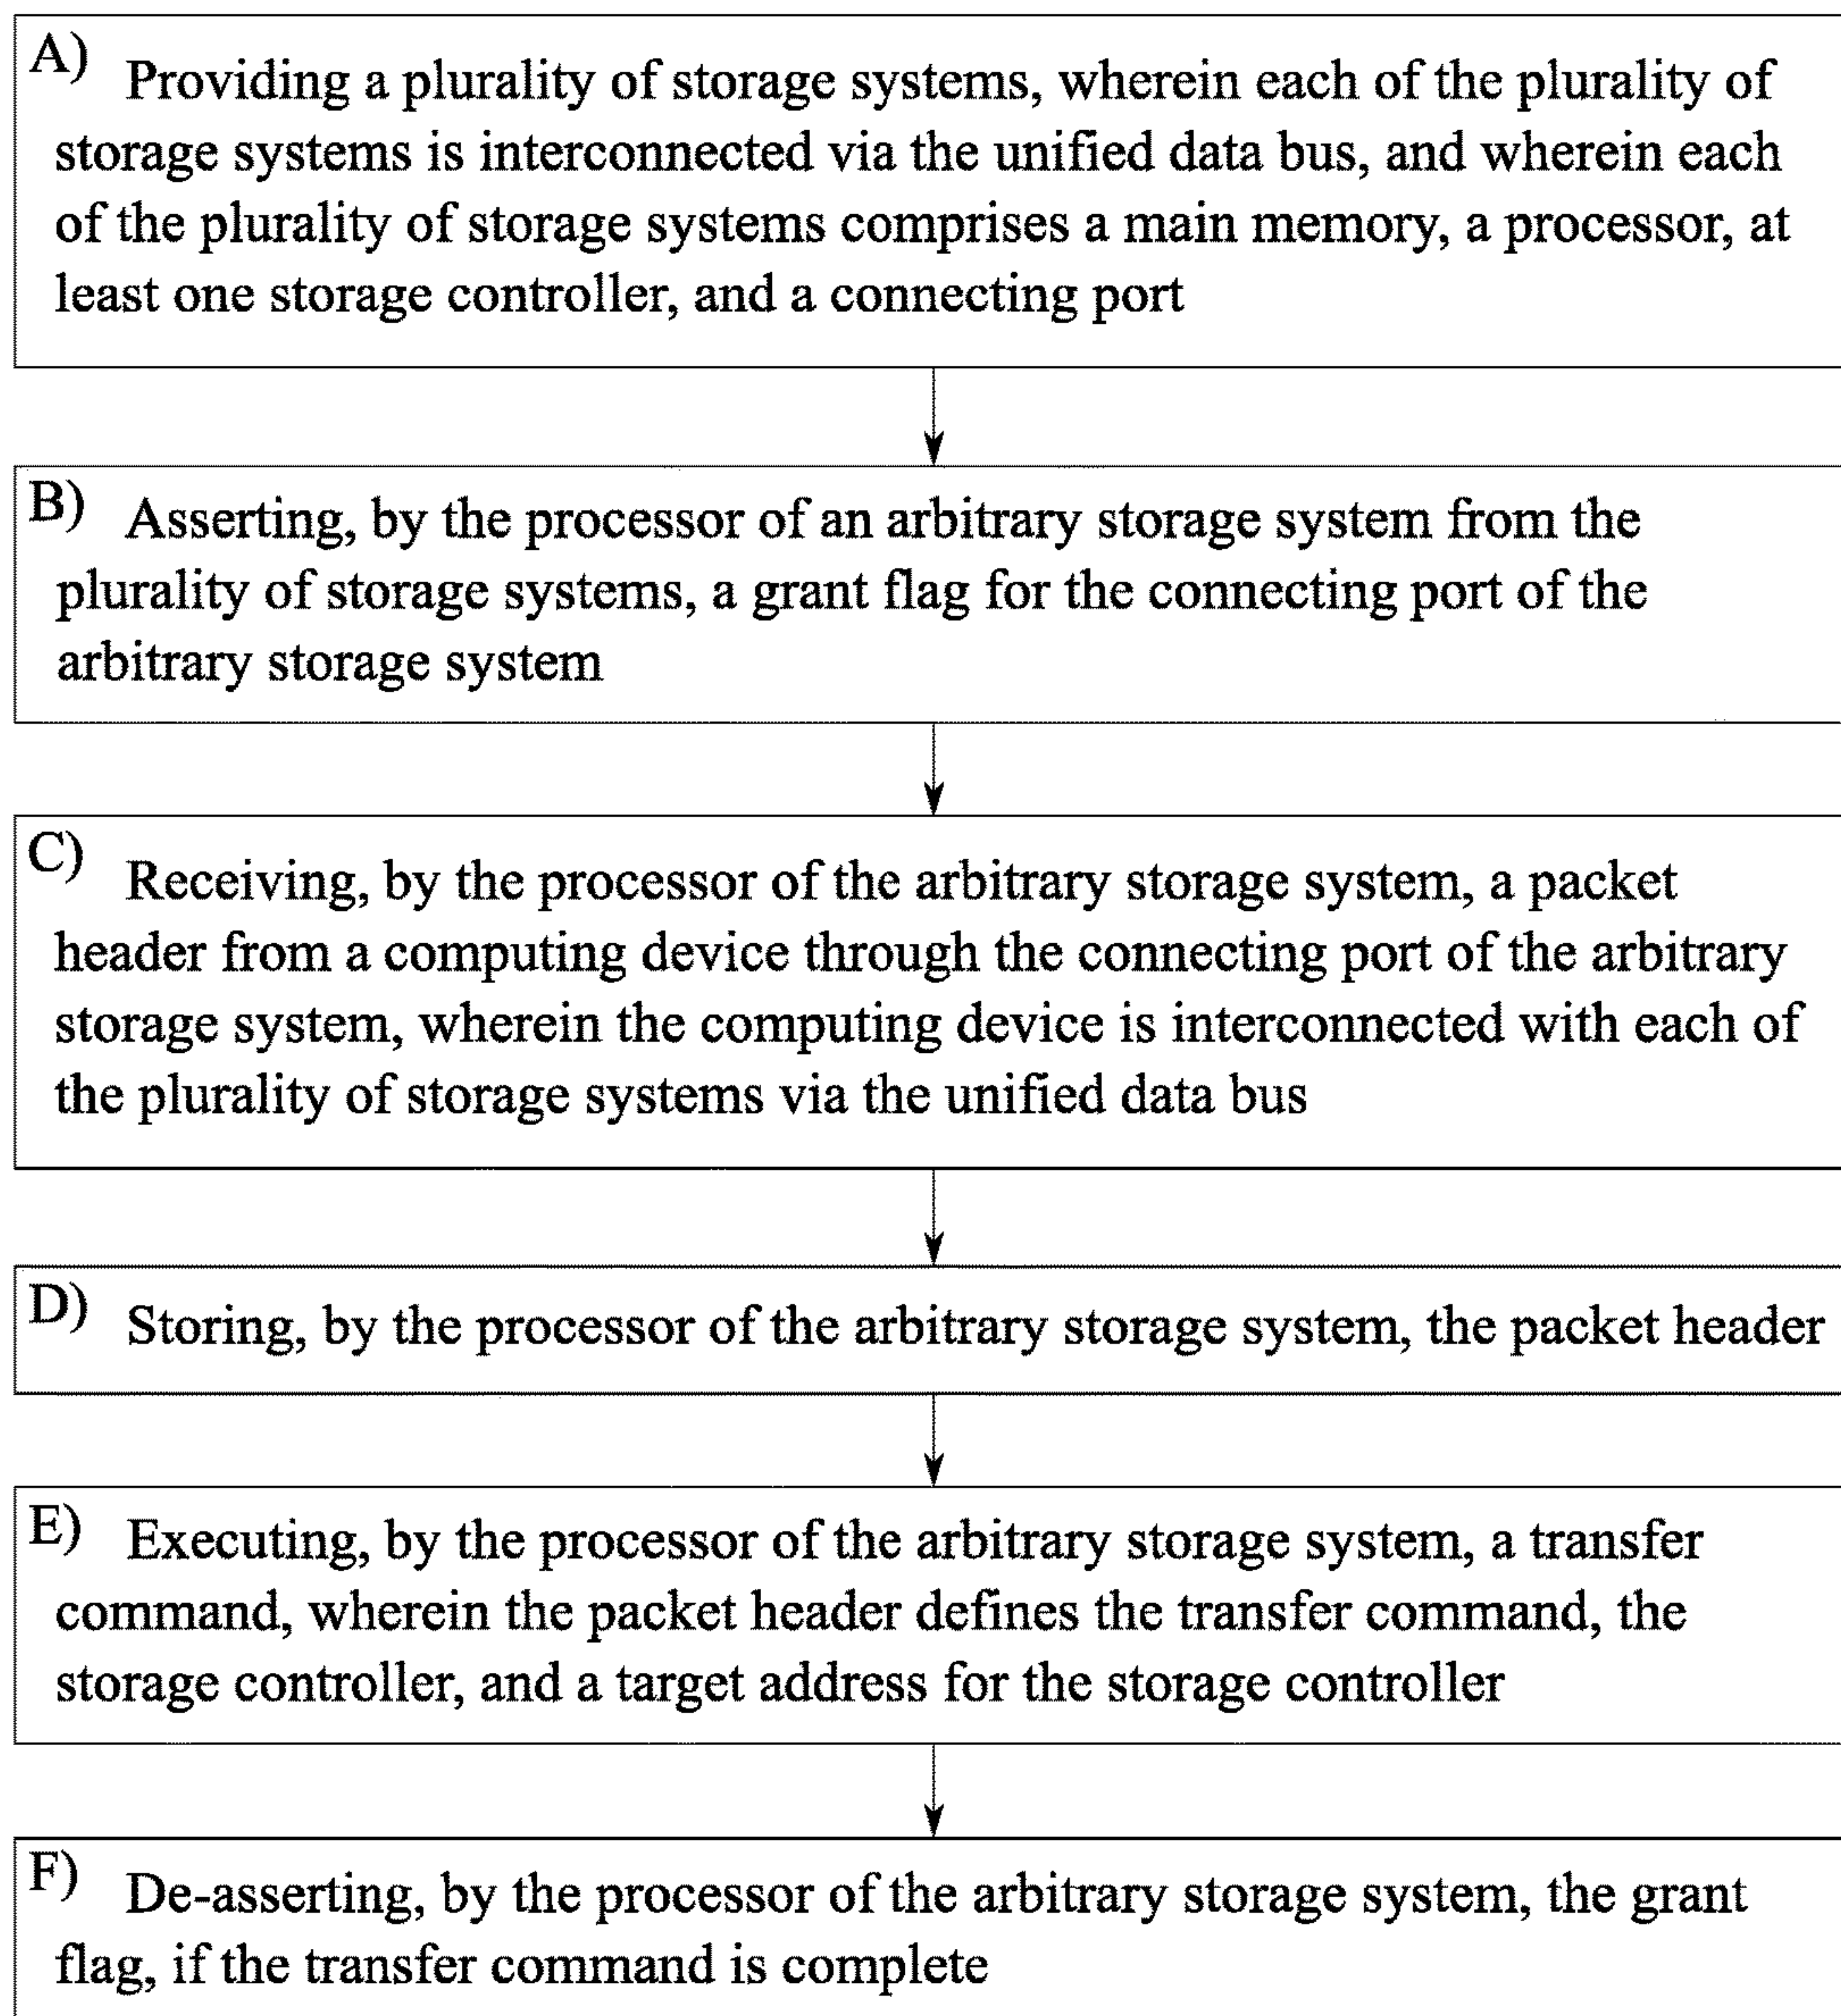 A) Providing a plurality of storage systems, wherein each of the plurality of
storage systems is interconnected via the unified data bus, and wherein each
of the plurality of storage systems comprises a main memory, a processor, at
least one storage controller, and a connecting port
B) Asserting, by the processor of an arbitrary storage system from the
plurality of storage systems, a grant flag for the connecting port of the
arbitrary storage system
C) Receiving, by the processor of the arbitrary storage system, a packet
header from a computing device through the connecting port of the arbitrary
storage system, wherein the computing device is interconnected with each of
the plurality of storage systems via the unified data bus
D) Storing, by the processor of the arbitrary storage system, the packet header
E) Executing, by the processor of the arbitrary storage system, a transfer
command, wherein the packet header defines the transfer command, the
storage controller, and a target address for the storage controller
F) De-asserting, by the processor of the arbitrary storage system, the grant
flag, if the transfer command is complete